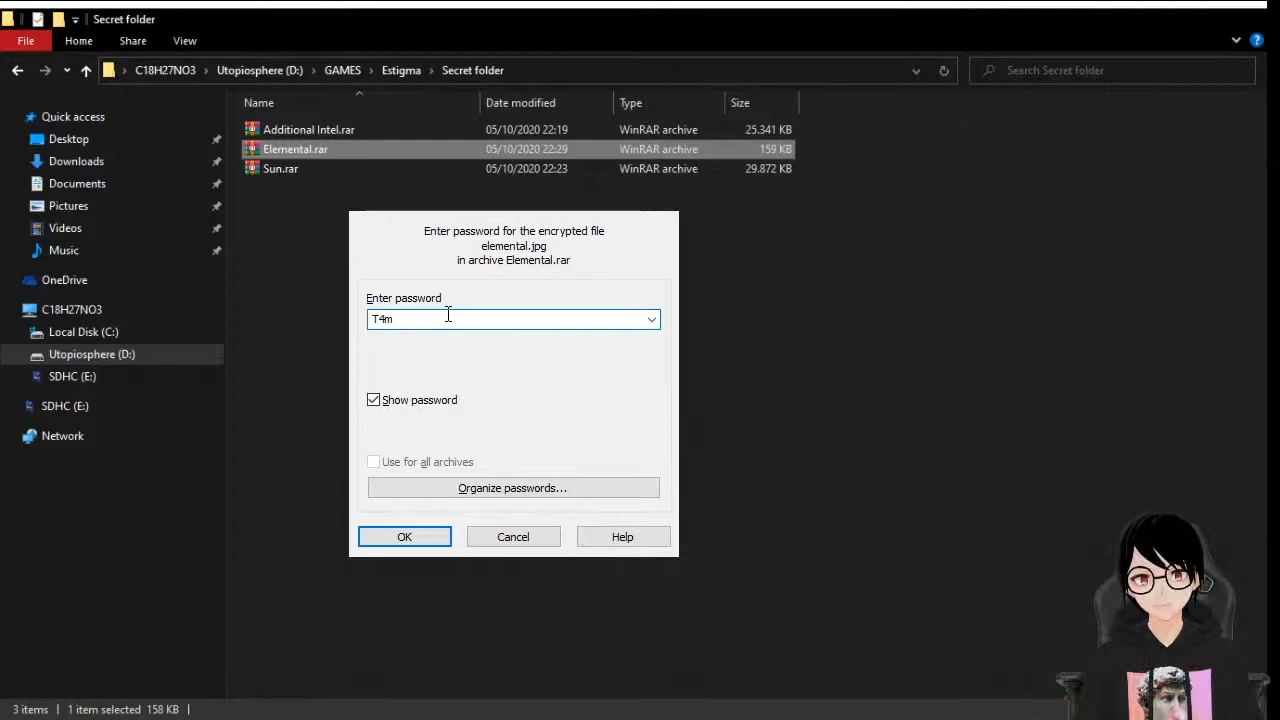 Secret folder
File Home Share View
C18H27NO3 Utopiosphere (D:) GAMES Estigma Secret folder
Search Secret folder
Name Date modified Type Size
Additional Intel.rar 05/10/2020 22:19 WinRAR archive 25.341 KB
Elemental.rar 05/10/2020 22:29 WinRAR archive 159 KB
Sun.rar 05/10/2020 22:23 WinRAR archive 29.872 KB
Quick access
Desktop
Downloads
Documents
Pictures
Videos
Music
OneDrive
C18H27NO3
Local Disk (C:)
Utopiosphere (D:)
SDHC (E:)
SDHC (E:)
Network
Enter password for the encrypted file
elemental.jpg
in archive Elemental.rar
Enter password
T4m
Show password
Use for all archives
Organize passwords...
OK Cancel Help
3 items 1 item selected 158 KB